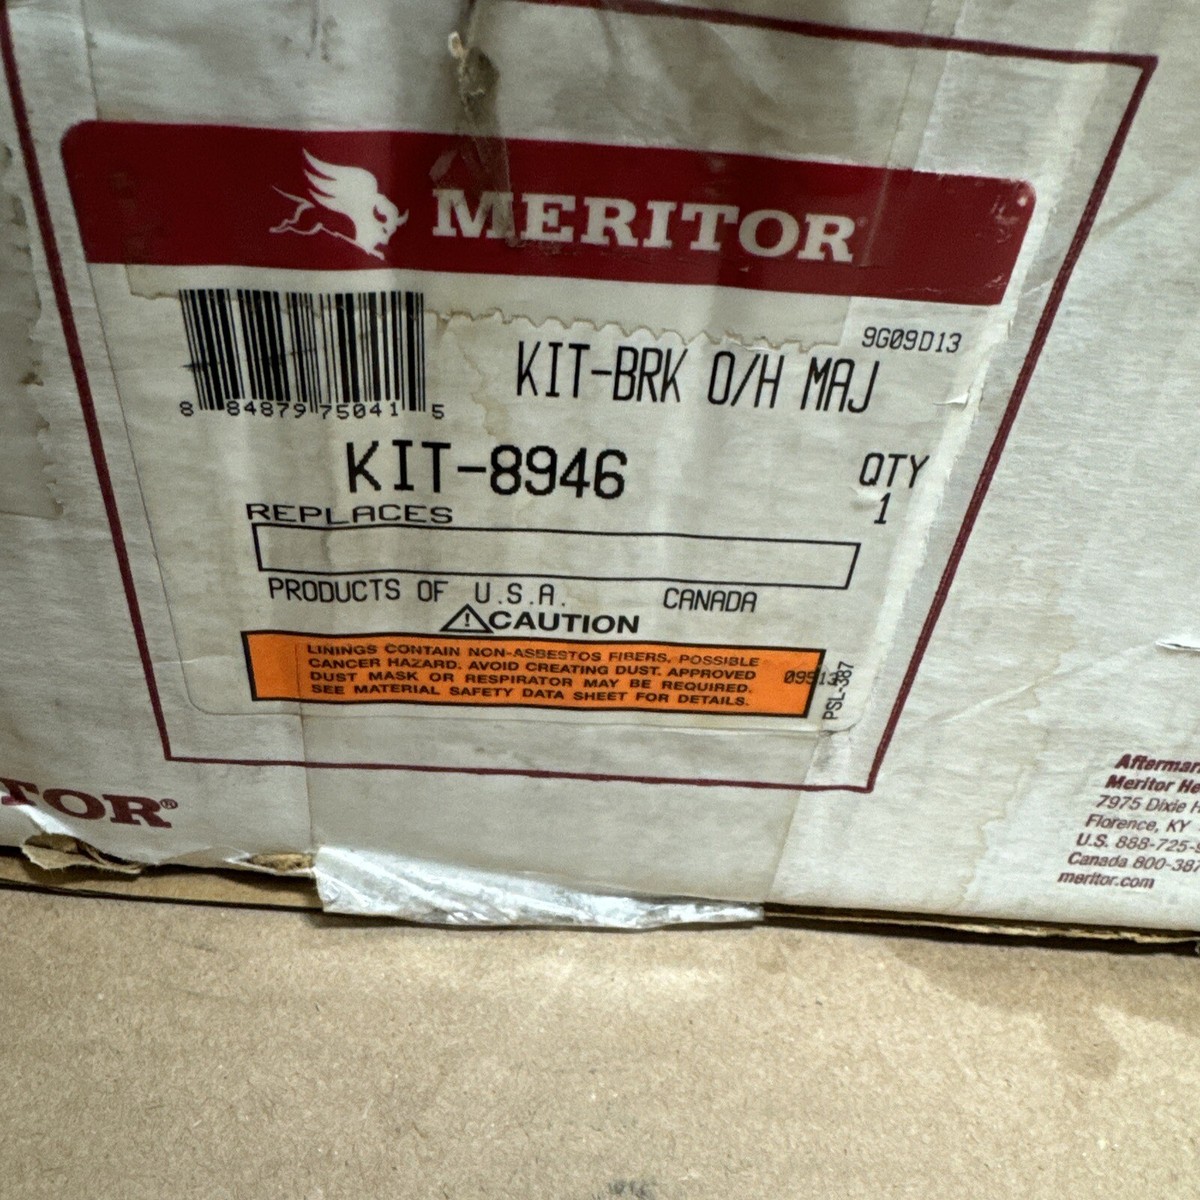 MERITOR
9G09D13
KIT-BRK O/H MAJ
8 84879 75041 5
KIT-8946
QTY
1
REPLACES
PRODUCTS OF U.S.A. CANADA
⚠CAUTION
LININGS CONTAIN NON-ASBESTOS FIBERS, POSSIBLE
CANCER HAZARD. AVOID CREATING DUST. APPROVED
DUST MASK OR RESPIRATOR MAY BE REQUIRED.
SEE MATERIAL SAFETY DATA SHEET FOR DETAILS.
PSL-387
TOR®
Aftermar
Meritor He
7975 Dixie H
Florence, KY
U.S. 888-725-9
Canada 800-387
meritor.com